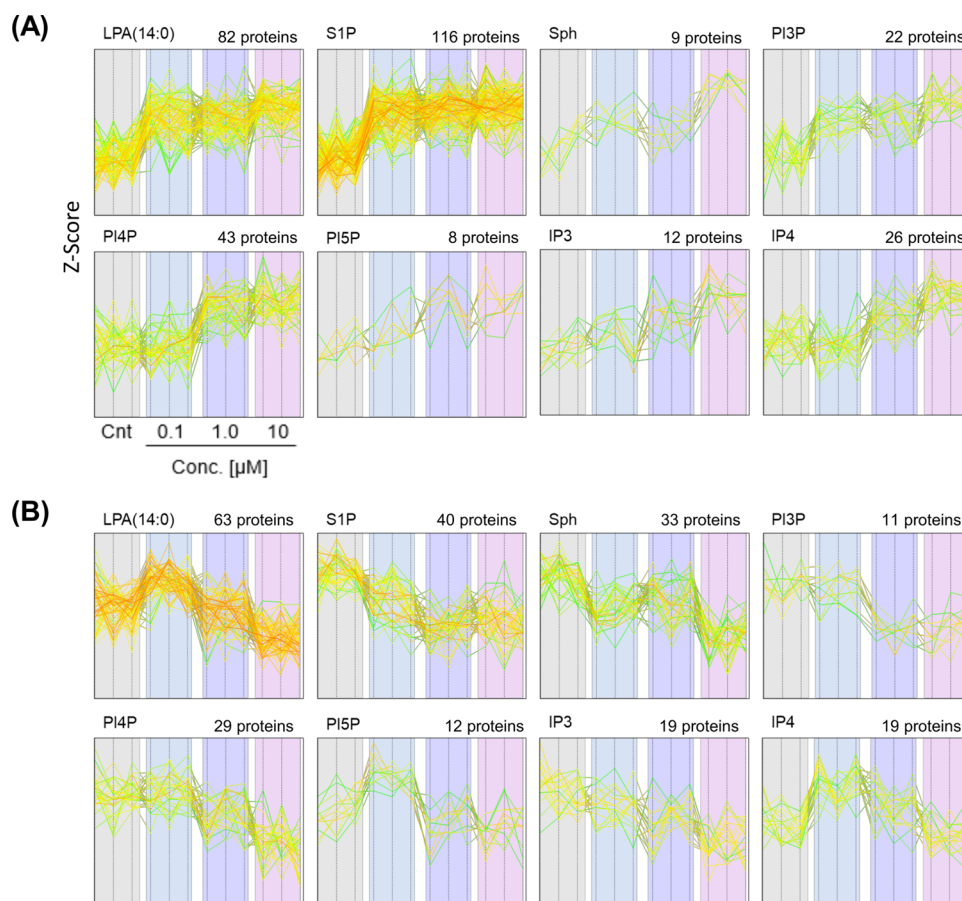 (A)
LPA(14:0) 82 proteins S1P 116 proteins Sph 9 proteins PI3P 22 proteins
Z-Score
PI4P 43 proteins PI5P 8 proteins IP3 12 proteins IP4 26 proteins
Cnt 0.1 1.0 10
Conc. [µM]
(B)
LPA(14:0) 63 proteins S1P 40 proteins Sph 33 proteins PI3P 11 proteins
PI4P 29 proteins PI5P 12 proteins IP3 19 proteins IP4 19 proteins